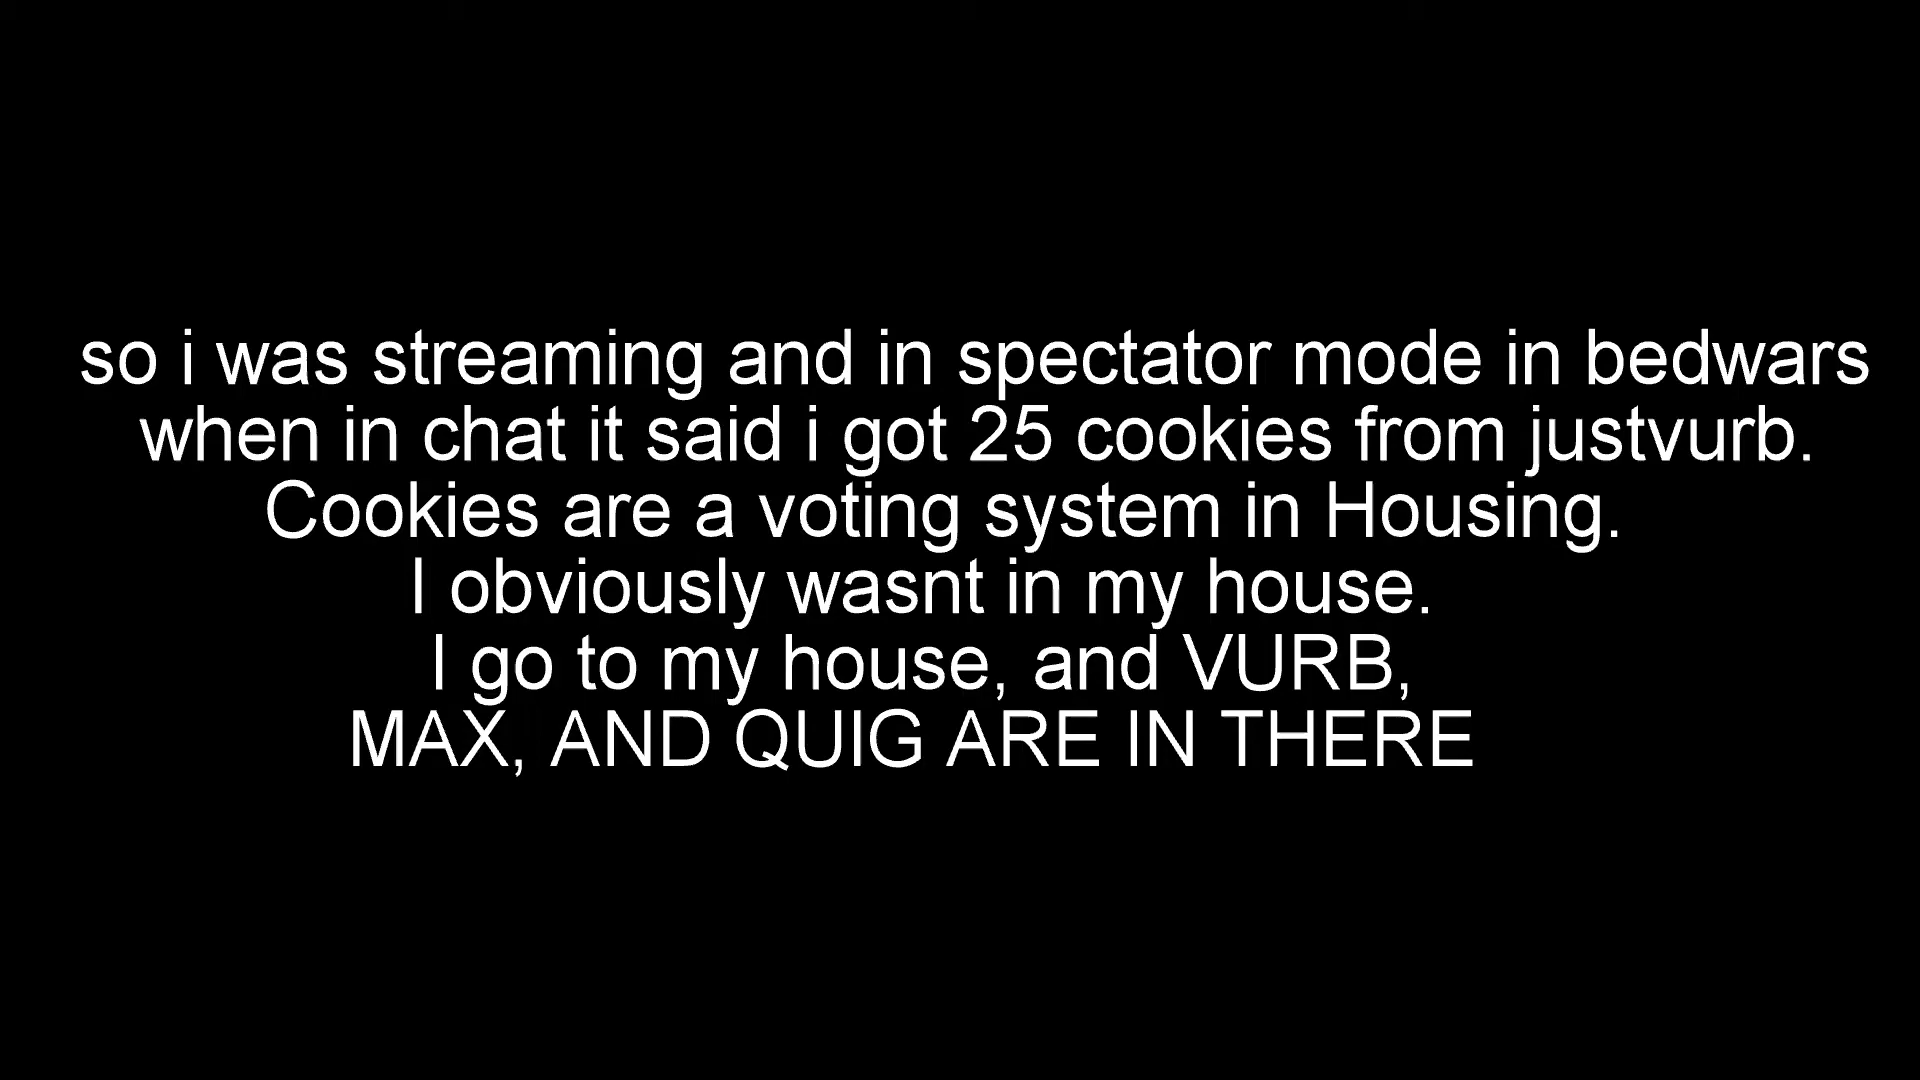 so i was streaming and in spectator mode in bedwars
when in chat it said i got 25 cookies from justvurb.
Cookies are a voting system in Housing.
I obviously wasnt in my house.
I go to my house, and VURB,
MAX, AND QUIG ARE IN THERE